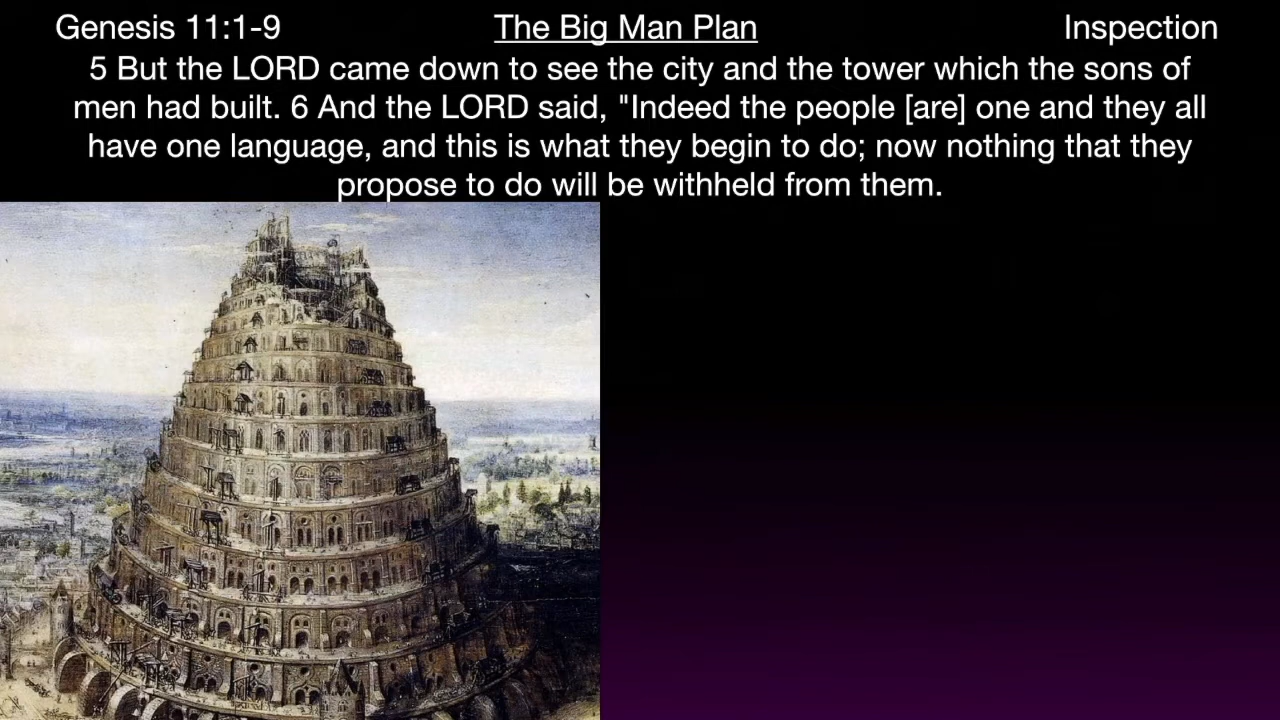 Genesis 11:1-9 The Big Man Plan Inspection
5 But the LORD came down to see the city and the tower which the sons of
men had built. 6 And the LORD said, "Indeed the people [are] one and they all
have one language, and this is what they begin to do; now nothing that they
propose to do will be withheld from them.